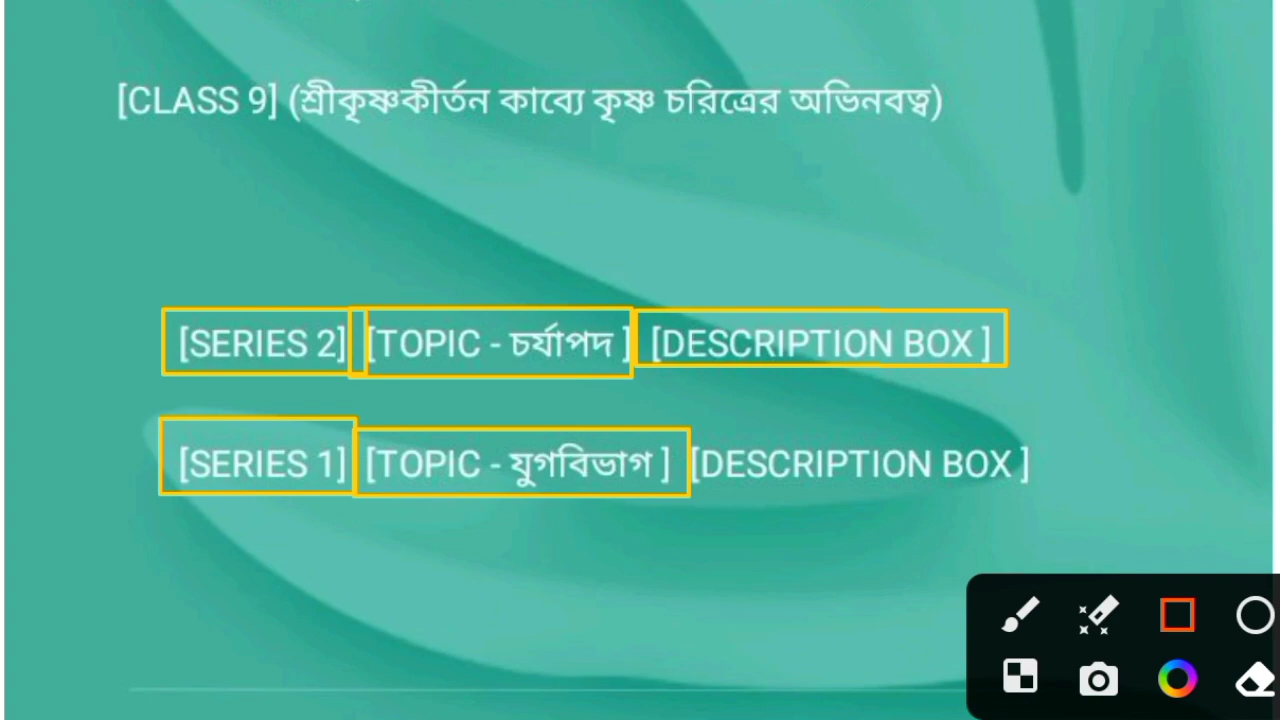 [CLASS 9] (শ্রীকৃষ্ণকীর্তন কাব্যে কৃষ্ণ চরিত্রের অভিনবত্ব)
[SERIES 2] [TOPIC - চর্যাপদ ] [DESCRIPTION BOX ]
[SERIES 1] [TOPIC - যুগবিভাগ ] [DESCRIPTION BOX ]